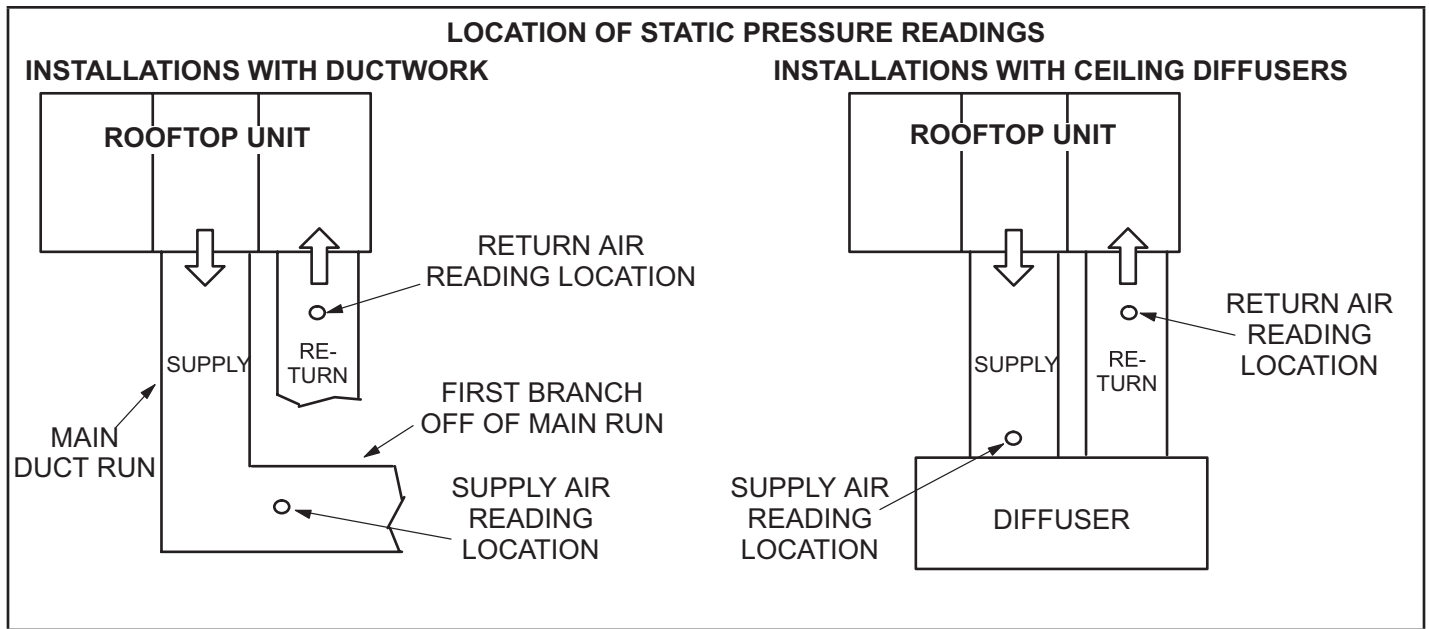 LOCATION OF STATIC PRESSURE READINGS
INSTALLATIONS WITH DUCTWORK
ROOFTOP UNIT
RETURN AIR
READING LOCATION
SUPPLY
RE-
TURN
FIRST BRANCH
OFF OF MAIN RUN
MAIN
DUCT RUN
SUPPLY AIR
READING
LOCATION
INSTALLATIONS WITH CEILING DIFFUSERS
ROOFTOP UNIT
RETURN AIR
READING
LOCATION
SUPPLY
RE-
TURN
SUPPLY AIR
READING
LOCATION
DIFFUSER